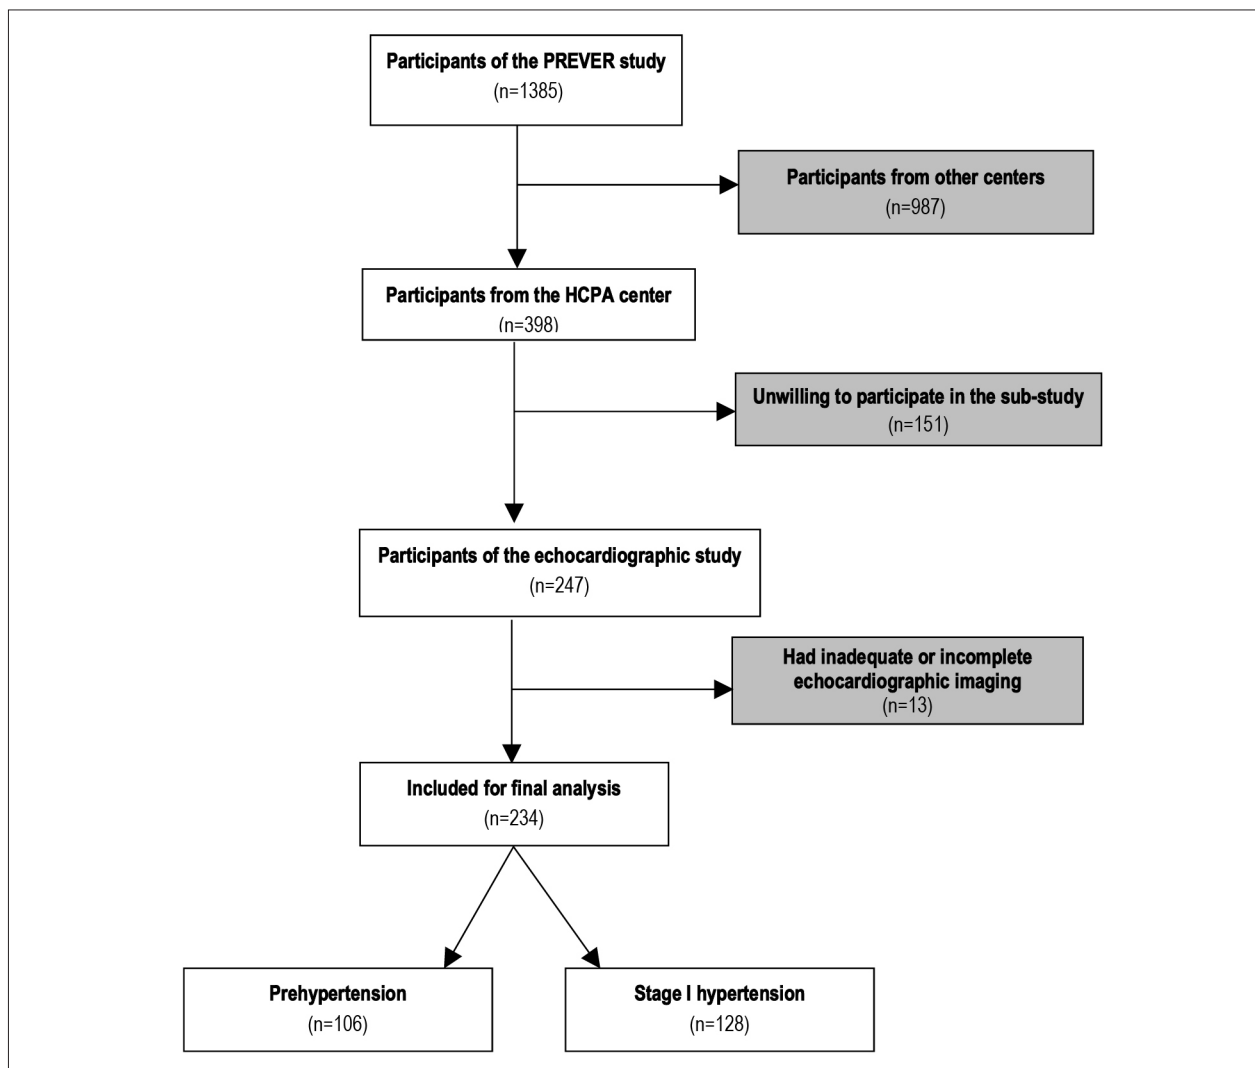 Participants of the PREVER study
(n=1385)
Participants from other centers
(n=987)
Participants from the HCPA center
(n=398)
Unwilling to participate in the sub-study
(n=151)
Participants of the echocardiographic study
(n=247)
Had inadequate or incomplete
echocardiographic imaging
(n=13)
Included for final analysis
(n=234)
Prehypertension
(n=106)
Stage I hypertension
(n=128)